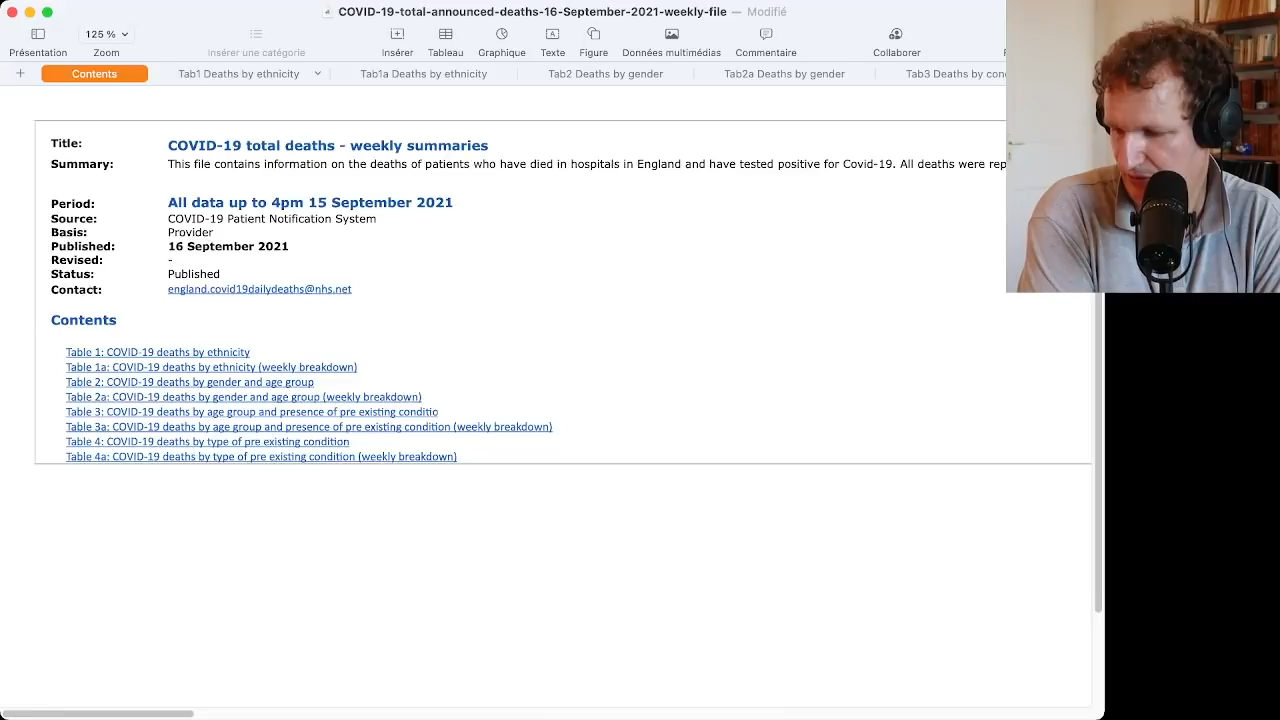 COVID-19-total-announced-deaths-16-September-2021-weekly-file — Modifié
125 %
Présentation Zoom Insérer une catégorie Insérer Tableau Graphique Texte Figure Données multimédias Commentaire Collaborer
Contents Tab1 Deaths by ethnicity Tab1a Deaths by ethnicity Tab2 Deaths by gender Tab2a Deaths by gender Tab3 Deaths by con
Title: COVID-19 total deaths - weekly summaries
Summary: This file contains information on the deaths of patients who have died in hospitals in England and have tested positive for Covid-19. All deaths were rep
Period: All data up to 4pm 15 September 2021
Source: COVID-19 Patient Notification System
Basis: Provider
Published: 16 September 2021
Revised: -
Status: Published
Contact: england.covid19dailydeaths@nhs.net
Contents
Table 1: COVID-19 deaths by ethnicity
Table 1a: COVID-19 deaths by ethnicity (weekly breakdown)
Table 2: COVID-19 deaths by gender and age group
Table 2a: COVID-19 deaths by gender and age group (weekly breakdown)
Table 3: COVID-19 deaths by age group and presence of pre existing conditio
Table 3a: COVID-19 deaths by age group and presence of pre existing condition (weekly breakdown)
Table 4: COVID-19 deaths by type of pre existing condition
Table 4a: COVID-19 deaths by type of pre existing condition (weekly breakdown)